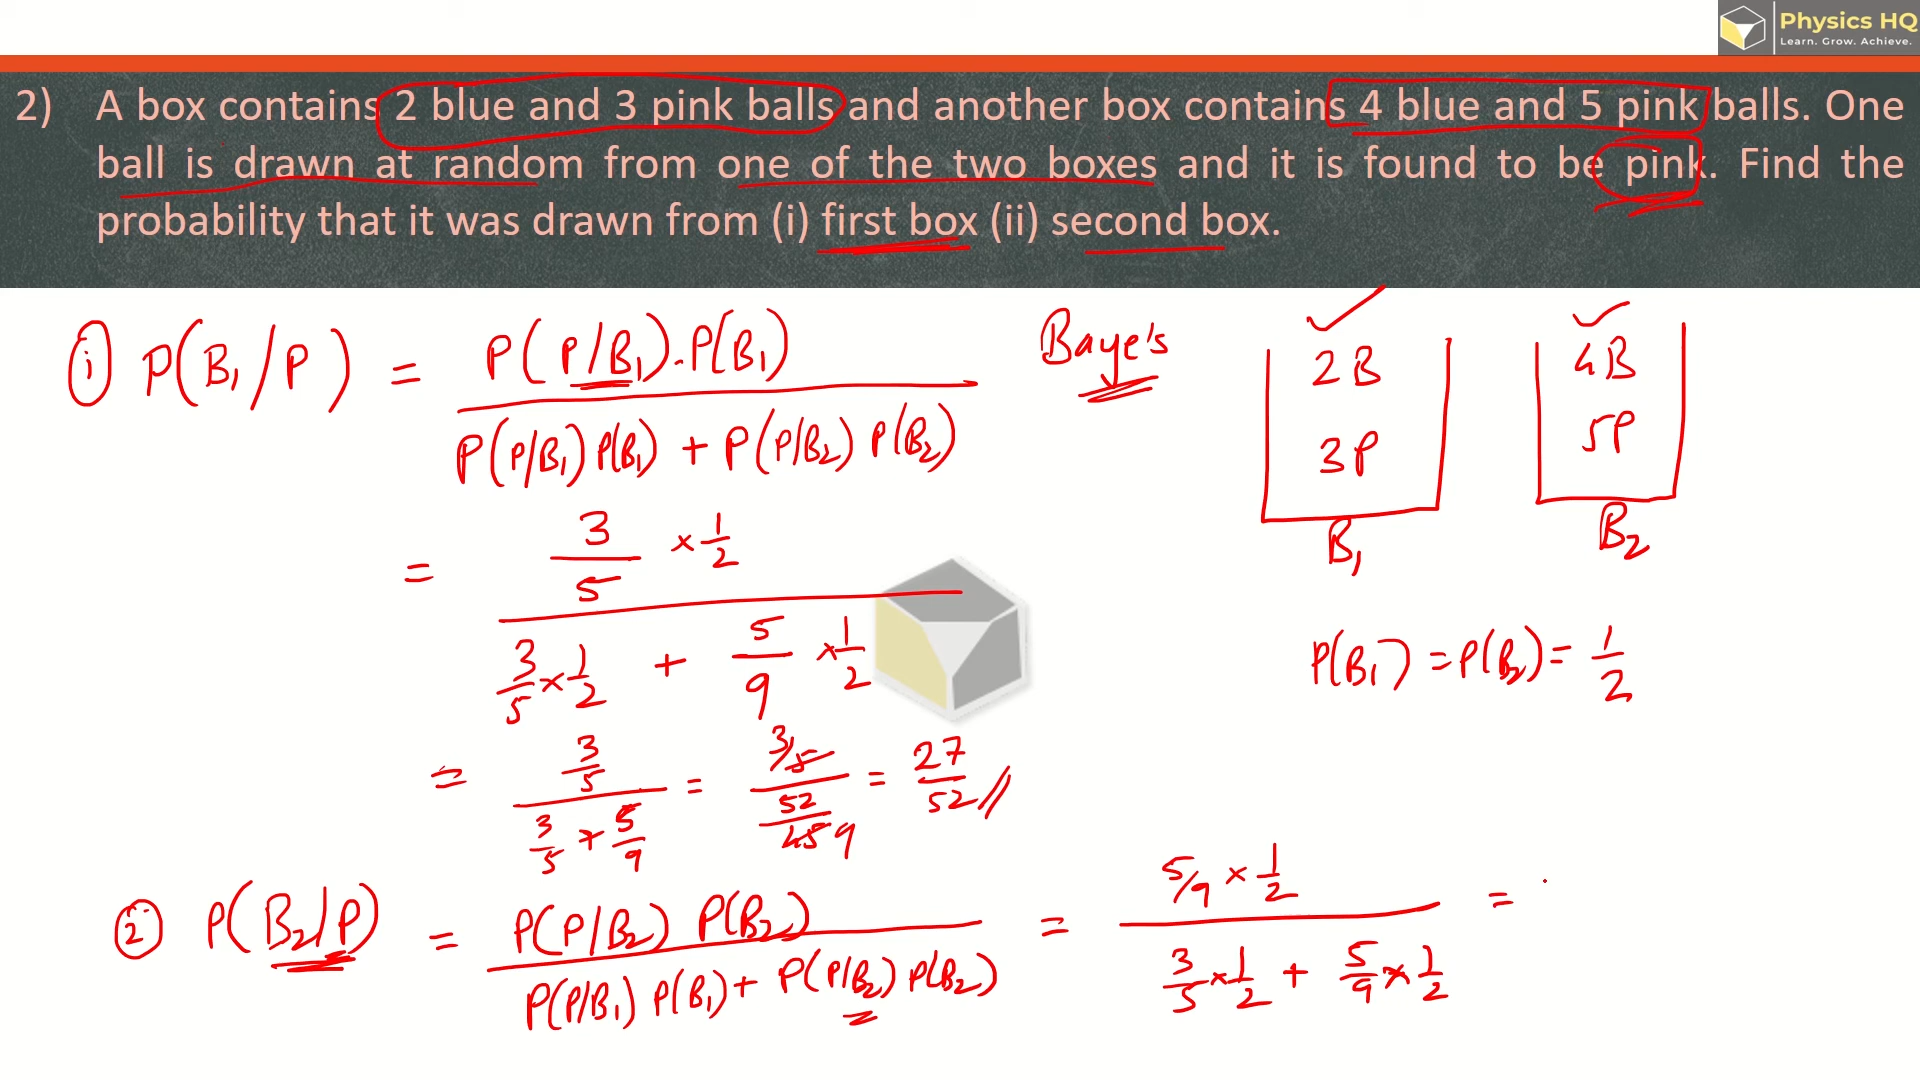 Physics HQ
Learn. Grow. Achieve.
2) A box contains 2 blue and 3 pink balls and another box contains 4 blue and 5 pink balls. One
ball is drawn at random from one of the two boxes and it is found to be pink. Find the
probability that it was drawn from (i) first box (ii) second box.
(i) P(B₁/P) = P(P/B₁).P(B₁)
P(P/B₁) P(B₁) + P(P/B₂) P(B₂)
Baye's
2B
3P
B₁
4B
5P
B₂
= 3/5 × 1/2
3/5 × 1/2 + 5/9 × 1/2
P(B₁) = P(B₂) = 1/2
= 3/5 = 3/5 = 27/52 //
3/5 + 5/9 52/45 9
(2) P(B₂/P) = P(P/B₂) P(B₂) = 5/9 × 1/2 =
P(P/B₁) P(B₁) + P(P/B₂) P(B₂) 3/5 × 1/2 + 5/9 × 1/2